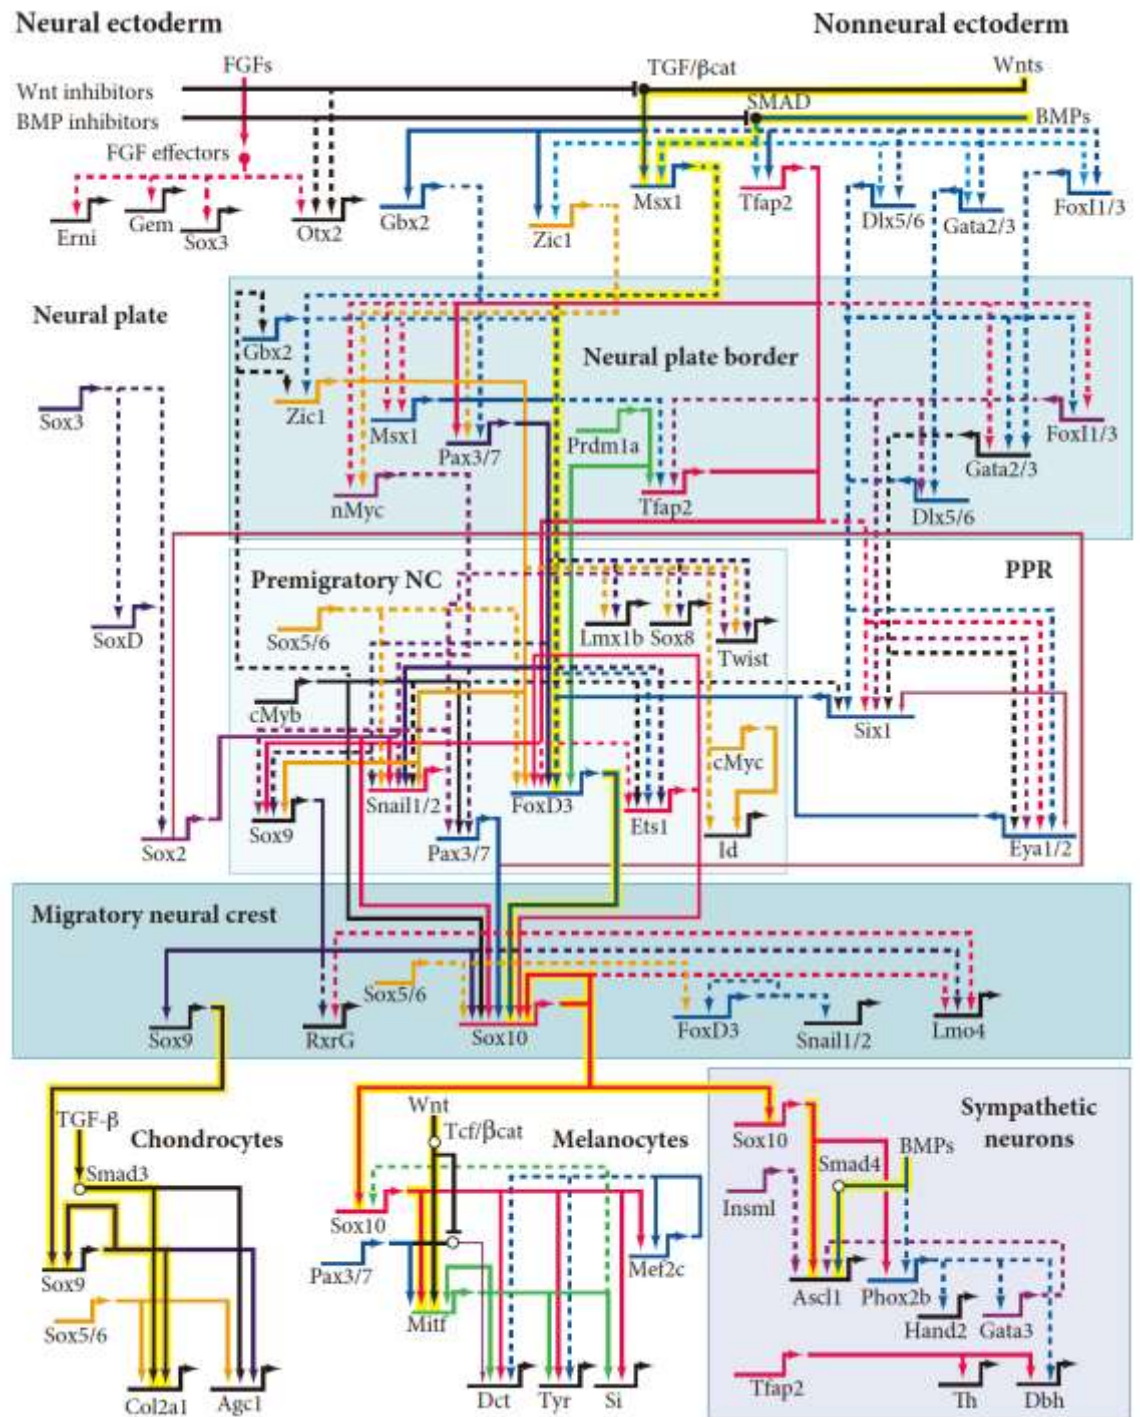 Neural ectoderm
Nonneural ectoderm
FGFs
TGF/βcat
Wnts
Wnt inhibitors
SMAD
BMP inhibitors
BMPs
FGF effectors
Erni
Gem
Sox3
Otx2
Gbx2
Zic1
Msx1
Tfap2
Dlx5/6
Gata2/3
FoxI1/3
Neural plate
Neural plate border
Gbx2
Sox3
Zic1
Msx1
Pax3/7
Prdm1a
FoxI1/3
Gata2/3
nMyc
Tfap2
Dlx5/6
Premigratory NC
PPR
SoxD
Sox5/6
Lmx1b
Sox8
Twist
cMyb
Six1
cMyc
Snail1/2
FoxD3
Sox9
Ets1
Sox2
Pax3/7
Id
Eya1/2
Migratory neural crest
Sox5/6
Sox9
RxrG
Sox10
FoxD3
Snail1/2
Lmo4
TGF-β
Chondrocytes
Smad3
Sox9
Sox5/6
Col2a1
Agc1
Wnt
Tcf/βcat
Melanocytes
Sox10
Pax3/7
Mef2c
Mitf
Dct
Tyr
Si
Sympathetic
neurons
Sox10
BMPs
Smad4
Insml
Ascl1
Phox2b
Hand2
Gata3
Tfap2
Th
Dbh